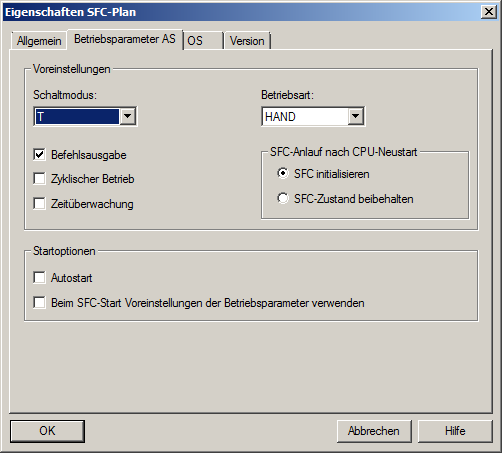 Eigenschaften SFC-Plan
Allgemein Betriebsparameter AS OS Version
Voreinstellungen
Schaltmodus: Betriebsart:
T HAND
Befehlsausgabe
Zyklischer Betrieb
Zeitüberwachung
SFC-Anlauf nach CPU-Neustart
SFC initialisieren
SFC-Zustand beibehalten
Startoptionen
Autostart
Beim SFC-Start Voreinstellungen der Betriebsparameter verwenden
OK Abbrechen Hilfe